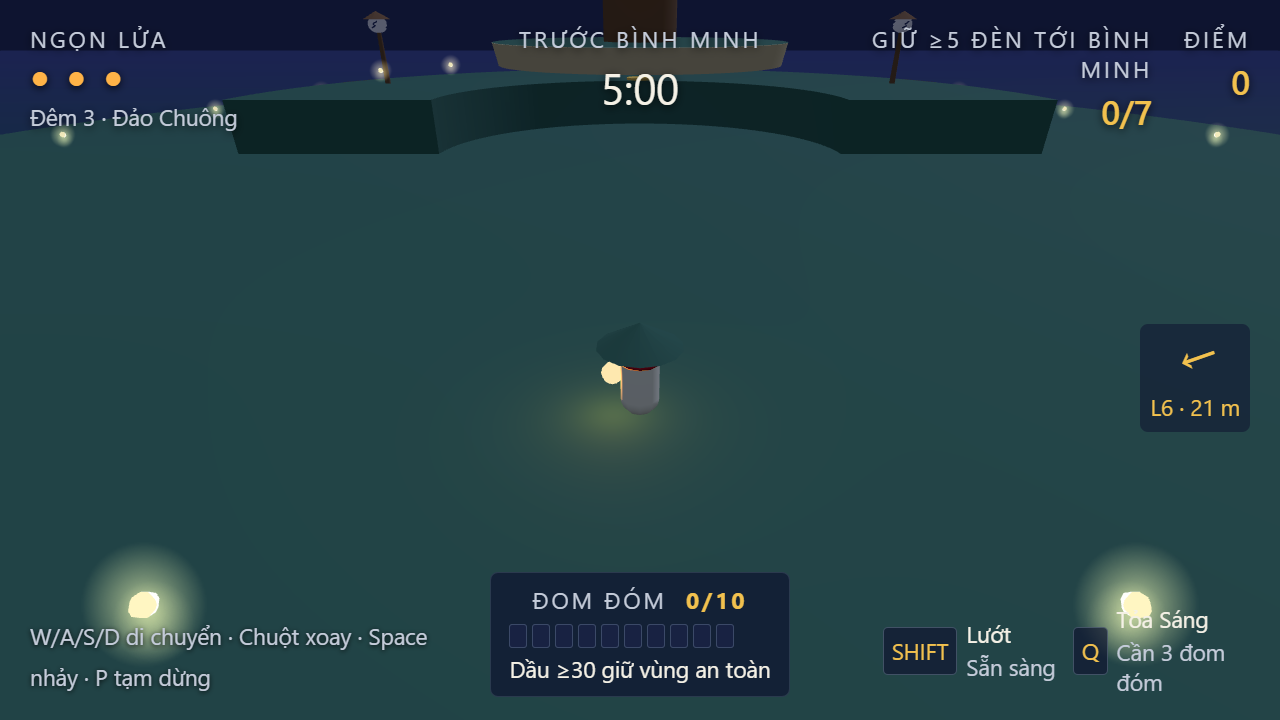 NGỌN LỬA
Đêm 3 · Đảo Chuông
TRƯỚC BÌNH MINH
5:00
GIỮ ≥5 ĐÈN TỚI BÌNH
MINH
0/7
ĐIỂM
0
L6 · 21 m
W/A/S/D di chuyển · Chuột xoay · Space
nhảy · P tạm dừng
ĐOM ĐÓM 0/10
Dầu ≥30 giữ vùng an toàn
SHIFT
Lướt
Sẵn sàng
Q
Toả Sáng
Cần 3 đom
đóm